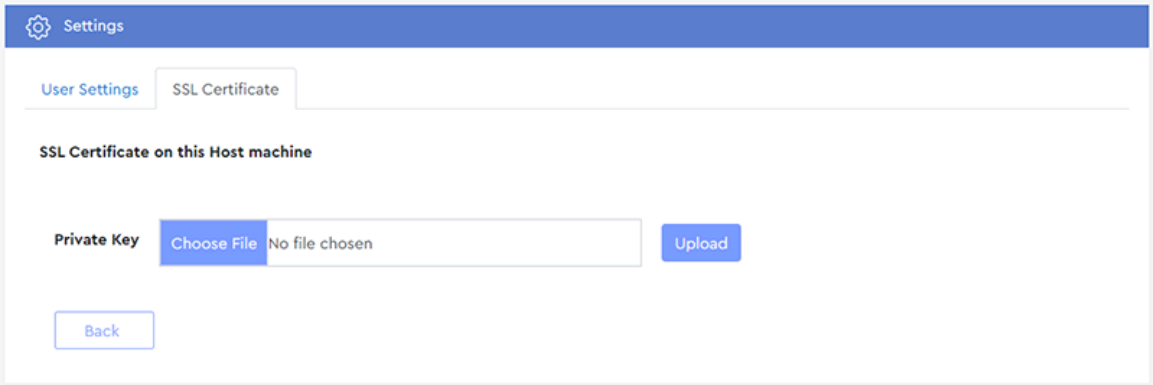 Settings
User Settings SSL Certificate
SSL Certificate on this Host machine
Private Key Choose File No file chosen Upload
Back